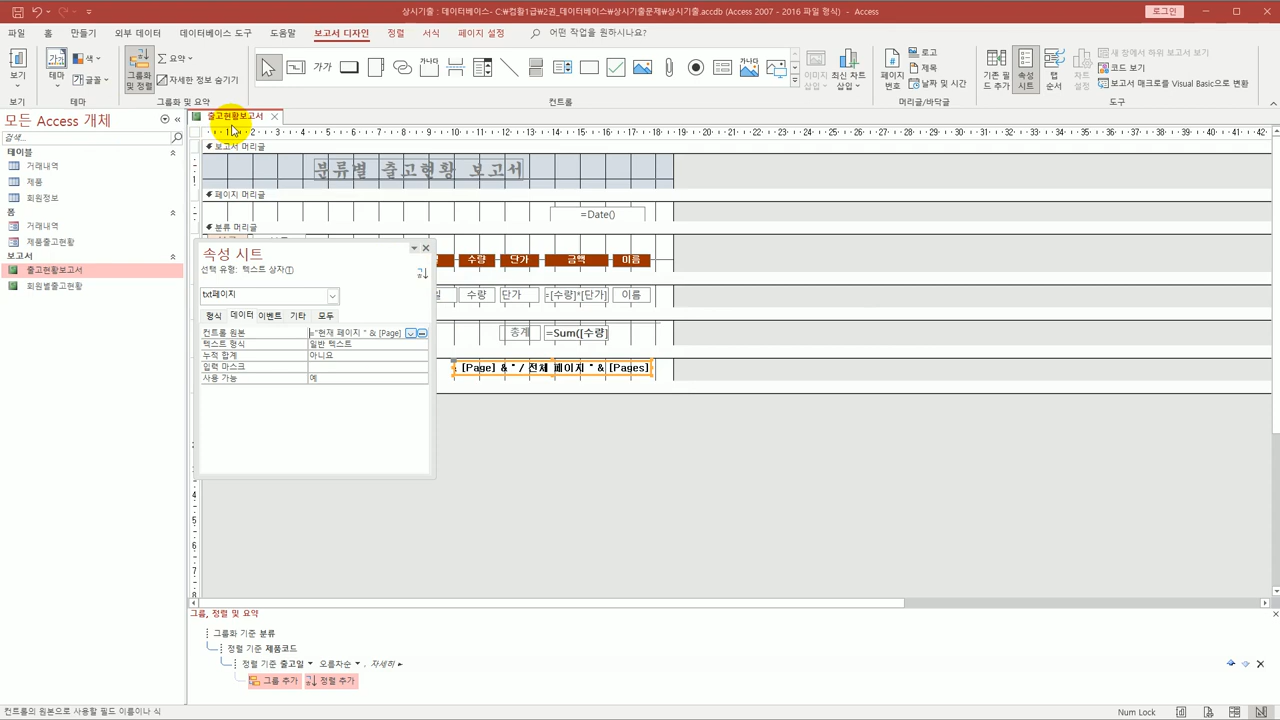 상시기출 : 데이터베이스- C:₩컴활1급₩2권_데이터베이스₩상시기출문제₩상시기출.accdb (Access 2007 - 2016 파일 형식) - Access
로그인
파일 홈 만들기 외부 데이터 데이터베이스 도구 도움말 보고서 디자인 정렬 서식 페이지 설정 어떤 작업을 원하시나요?
보기
테마
색
글꼴
그룹화 및 정렬
요약
자세한 정보 숨기기
이미지 삽입
최신 차트 삽입
페이지 번호
로고
제목
날짜 및 시간
기존 필드 추가
속성 시트
탭 순서
차트 설정
새 창에서 하위 보고서 보기
코드 보기
보고서 매크로를 Visual Basic으로 변환
보기 테마 그룹화 및 요약 컨트롤 머리글/바닥글 도구
모든 Access 개체
검색...
테이블
거래내역
제품
회원정보
폼
거래내역
제품출고현황
보고서
출고현황보고서
회원별출고현황
출고현황보고서
보고서 머리글
분류별 출고현황 보고서
페이지 머리글
=Date()
분류 머리글
수량 단가 금액 이름
일 수량 단가 =[수량]*[단가] 이름
총계 =Sum([수량]
[Page] & " / 전체 페이지 " & [Pages]
속성 시트
선택 유형: 텍스트 상자(I)
txt페이지
형식 데이터 이벤트 기타 모두
컨트롤 원본 ="현재 페이지 " & [Page]
텍스트 형식 일반 텍스트
누적 합계 아니요
입력 마스크
사용 가능 예
그룹, 정렬 및 요약
그룹화 기준 분류
정렬 기준 제품코드
정렬 기준 출고일 오름차순 , 자세히
그룹 추가 정렬 추가
컨트롤의 원본으로 사용할 필드 이름이나 식
Num Lock